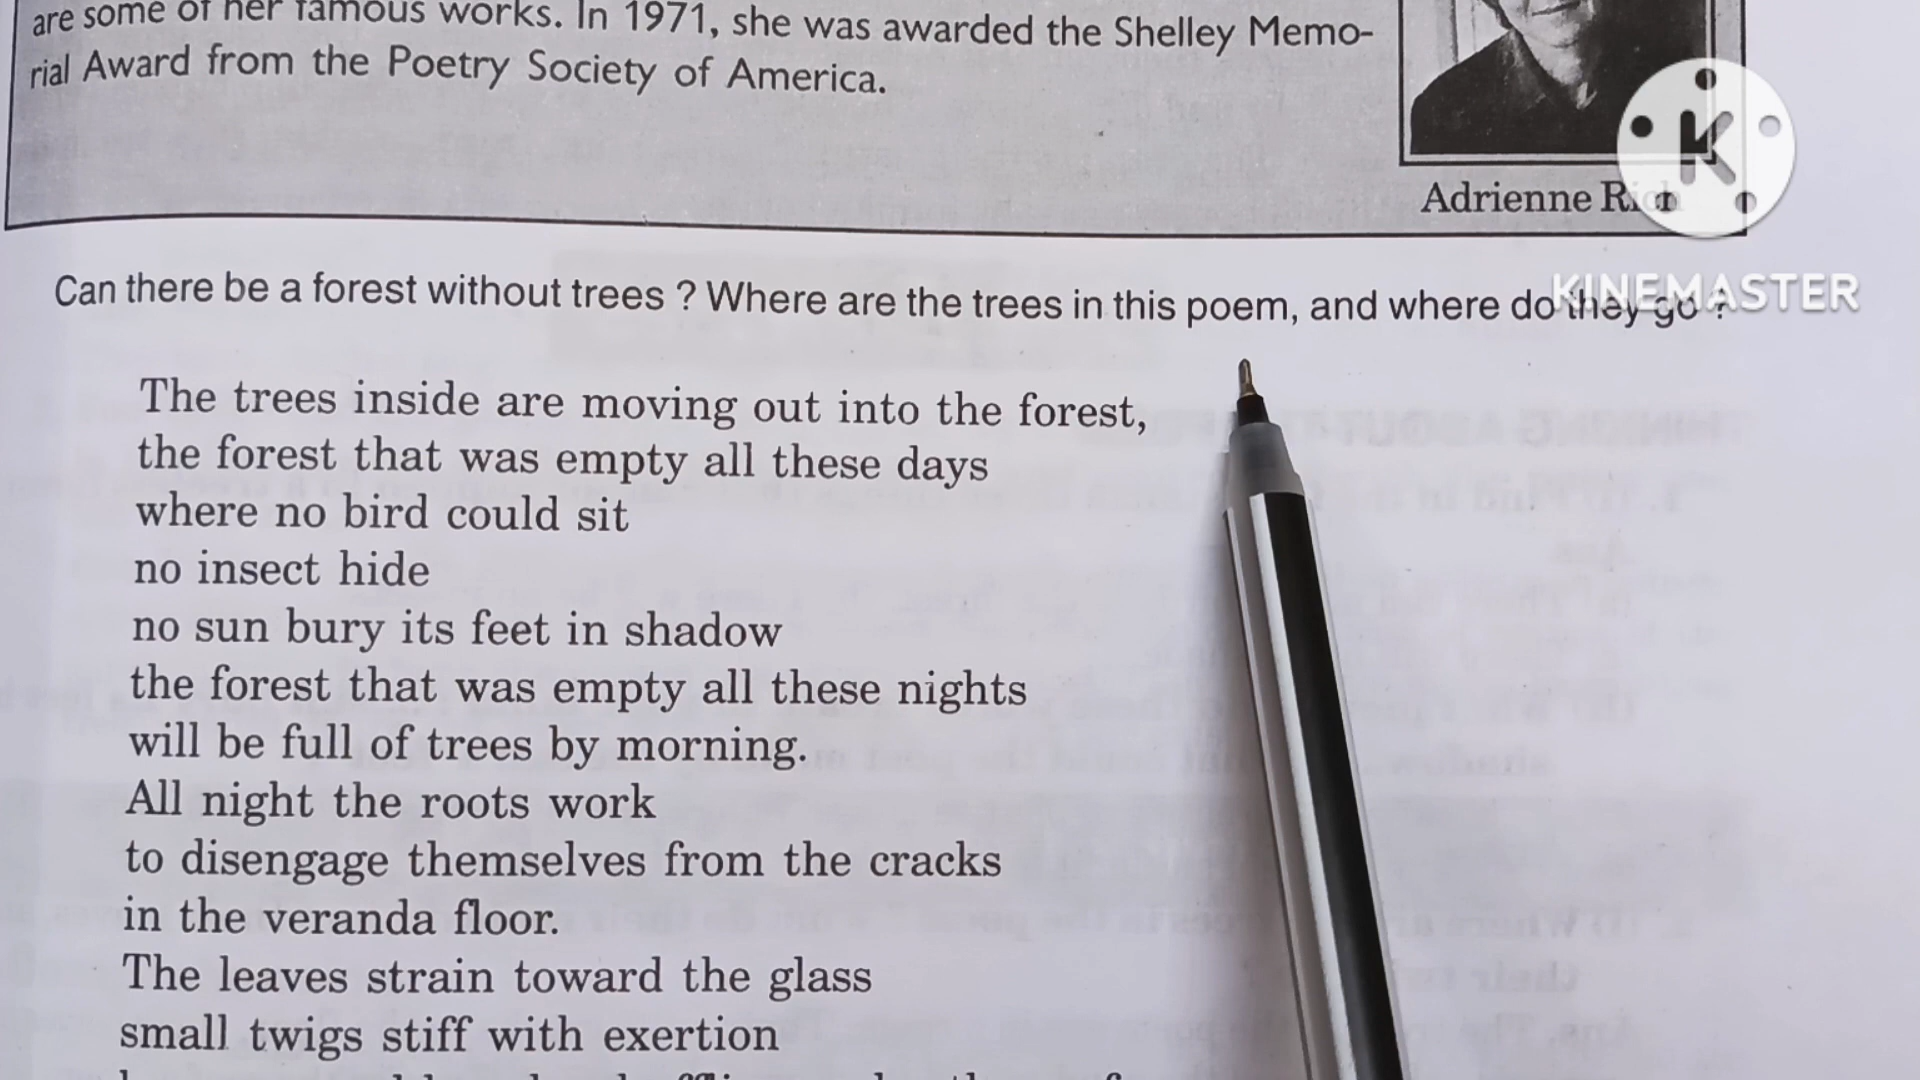 are some of her famous works. In 1971, she was awarded the Shelley Memo-
rial Award from the Poetry Society of America.
Adrienne Rich
KINEMASTER
Can there be a forest without trees ? Where are the trees in this poem, and where do they go ?
The trees inside are moving out into the forest,
the forest that was empty all these days
where no bird could sit
no insect hide
no sun bury its feet in shadow
the forest that was empty all these nights
will be full of trees by morning.
All night the roots work
to disengage themselves from the cracks
in the veranda floor.
The leaves strain toward the glass
small twigs stiff with exertion